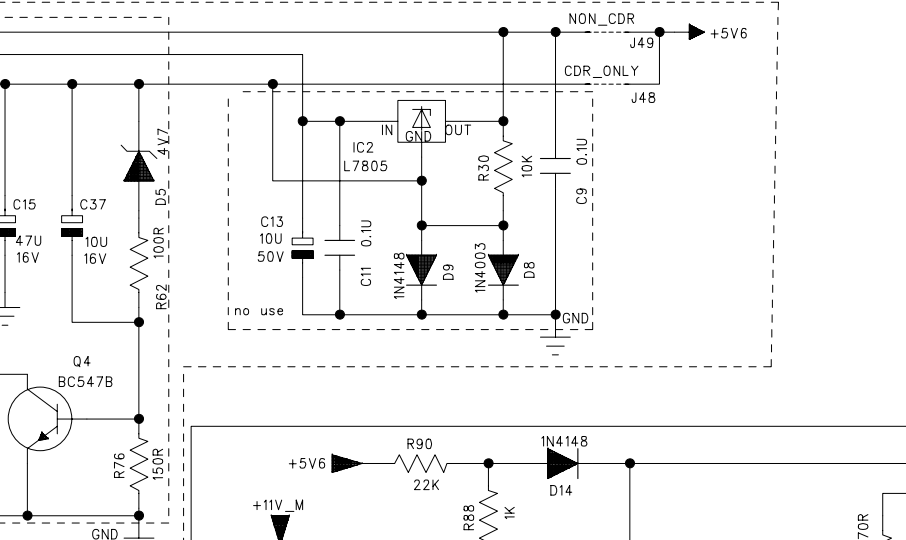 NON_CDR
J49
+5V6
CDR_ONLY
J48
4V7
D5
IN
GND
OUT
IC2
L7805
R30
10K
0.1U
C9
C15
47U
16V
C37
10U
16V
100R
R62
C13
10U
50V
0.1U
C11
1N4148
D9
1N4003
D8
no use
GND
Q4
BC547B
R76
150R
GND
+5V6
R90
22K
1N4148
D14
+11V_M
R88
1K
70R